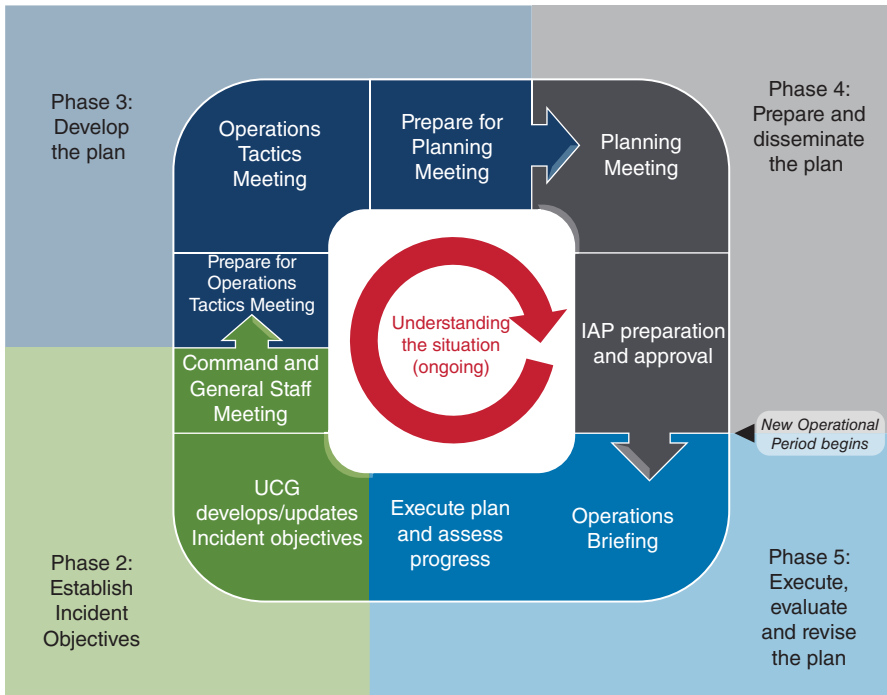 Phase 3:
Develop
the plan
Operations
Tactics
Meeting
Prepare for
Planning
Meeting
Planning
Meeting
Phase 4:
Prepare and
disseminate
the plan
Prepare for
Operations
Tactics Meeting
Understanding
the situation
(ongoing)
IAP preparation
and approval
Command and
General Staff
Meeting
New Operational
Period begins
UCG
develops/updates
Incident objectives
Execute plan
and assess
progress
Operations
Briefing
Phase 2:
Establish
Incident
Objectives
Phase 5:
Execute,
evaluate
and revise
the plan